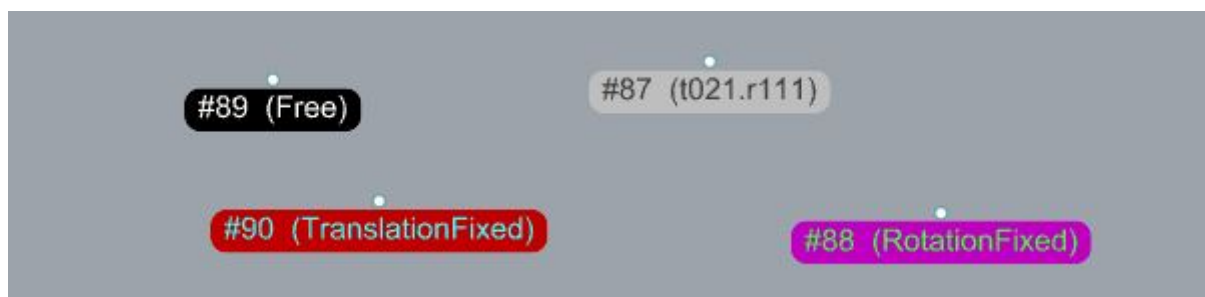 #89 (Free)
#87 (t021.r111)
#90 (TranslationFixed)
#88 (RotationFixed)